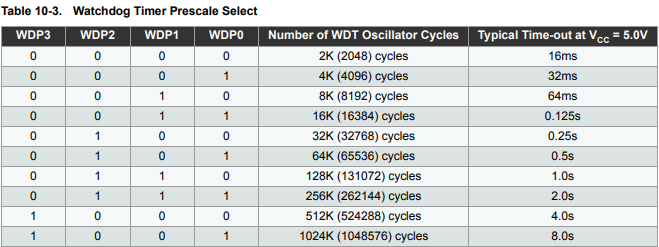 Table 10-3. Watchdog Timer Prescale Select
WDP3 WDP2 WDP1 WDP0 Number of WDT Oscillator Cycles Typical Time-out at VCC = 5.0V
0 0 0 0 2K (2048) cycles 16ms
0 0 0 1 4K (4096) cycles 32ms
0 0 1 0 8K (8192) cycles 64ms
0 0 1 1 16K (16384) cycles 0.125s
0 1 0 0 32K (32768) cycles 0.25s
0 1 0 1 64K (65536) cycles 0.5s
0 1 1 0 128K (131072) cycles 1.0s
0 1 1 1 256K (262144) cycles 2.0s
1 0 0 0 512K (524288) cycles 4.0s
1 0 0 1 1024K (1048576) cycles 8.0s